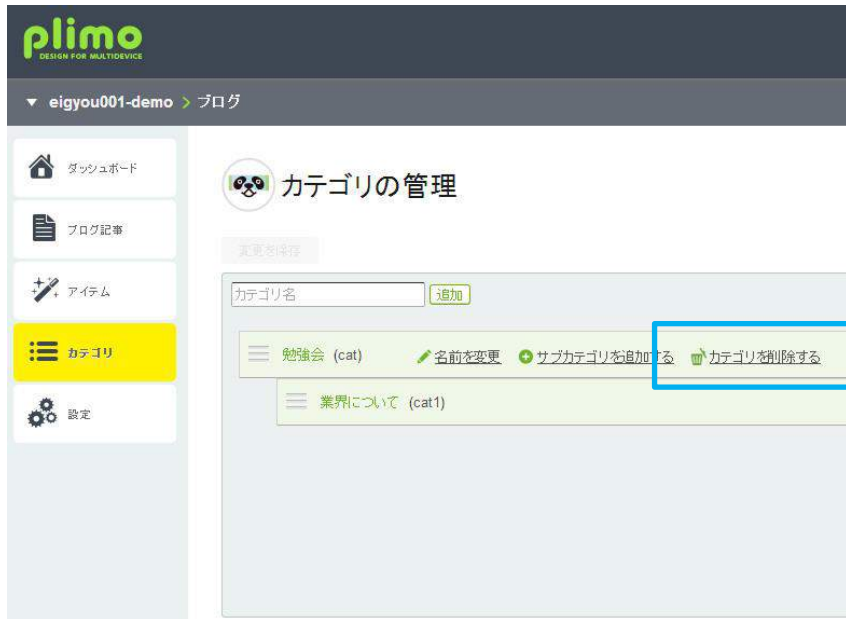 plimo
DESIGN FOR MULTIDEVICE
▼ eigyou001-demo > ブログ
ダッシュボード
ブログ記事
アイテム
カテゴリ
設定
カテゴリの管理
変更を保存
カテゴリ名 追加
勉強会 (cat) 名前を変更 サブカテゴリを追加する カテゴリを削除する
業界について (cat1)